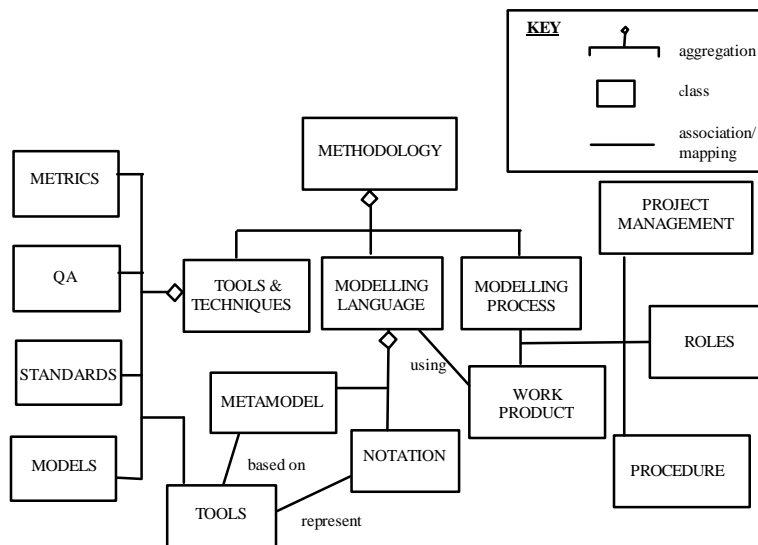 KEY
aggregation
class
association/
mapping
METHODOLOGY
METRICS
PROJECT
MANAGEMENT
QA
TOOLS &
TECHNIQUES
MODELLING
LANGUAGE
MODELLING
PROCESS
ROLES
using
STANDARDS
METAMODEL
WORK
PRODUCT
MODELS
based on
NOTATION
PROCEDURE
TOOLS
represent